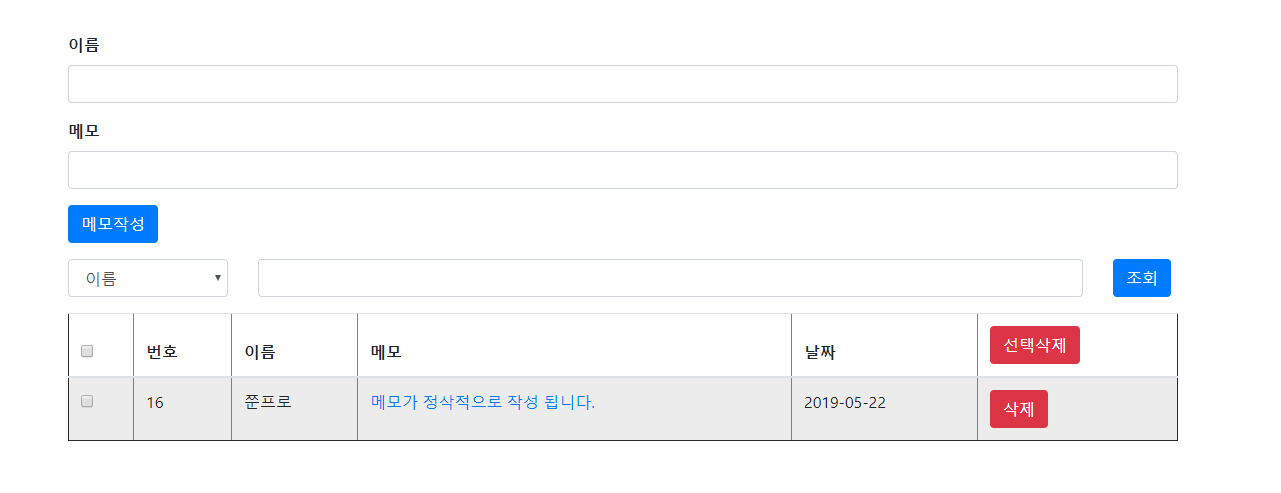 이름
메모
메모작성
이름 조회
번호 이름 메모 날짜 선택삭제
16 쭌프로 메모가 정삭적으로 작성 됩니다. 2019-05-22 삭제